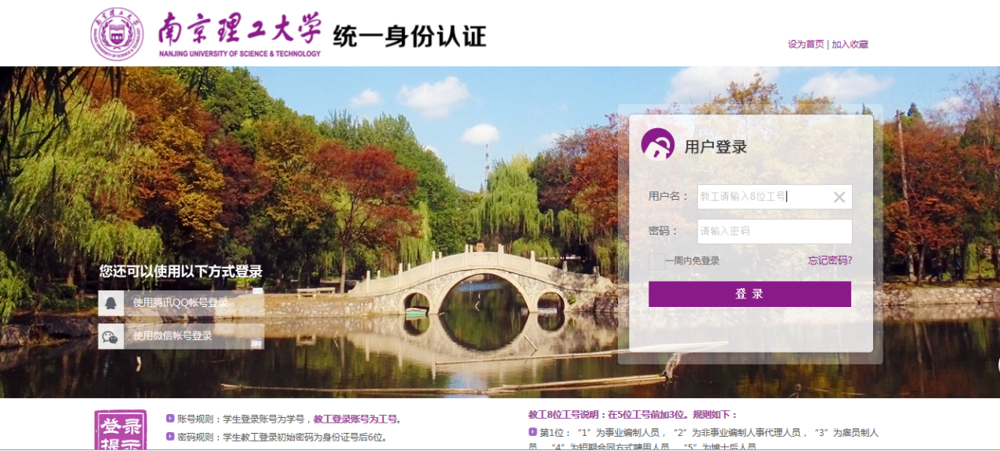 南京理工大学 统一身份认证
NANJING UNIVERSITY OF SCIENCE & TECHNOLOGY
设为首页 | 加入收藏
用户登录
用户名： 教工请输入8位工号
密码： 请输入密码
一周内免登录 忘记密码?
登 录
您还可以使用以下方式登录
使用腾讯QQ帐号登录
使用微信帐号登录
登录
提示
账号规则：学生登录账号为学号，教工登录账号为工号。
密码规则：学生教工登录初始密码为身份证号后6位。
教工8位工号说明：在5位工号前加3位。规则如下：
第1位：“1”为事业编制人员，“2”为非事业编制人事代理人员，“3”为雇员制人
员，“4”为短期合同方式聘用人员，“5”为博士后人员